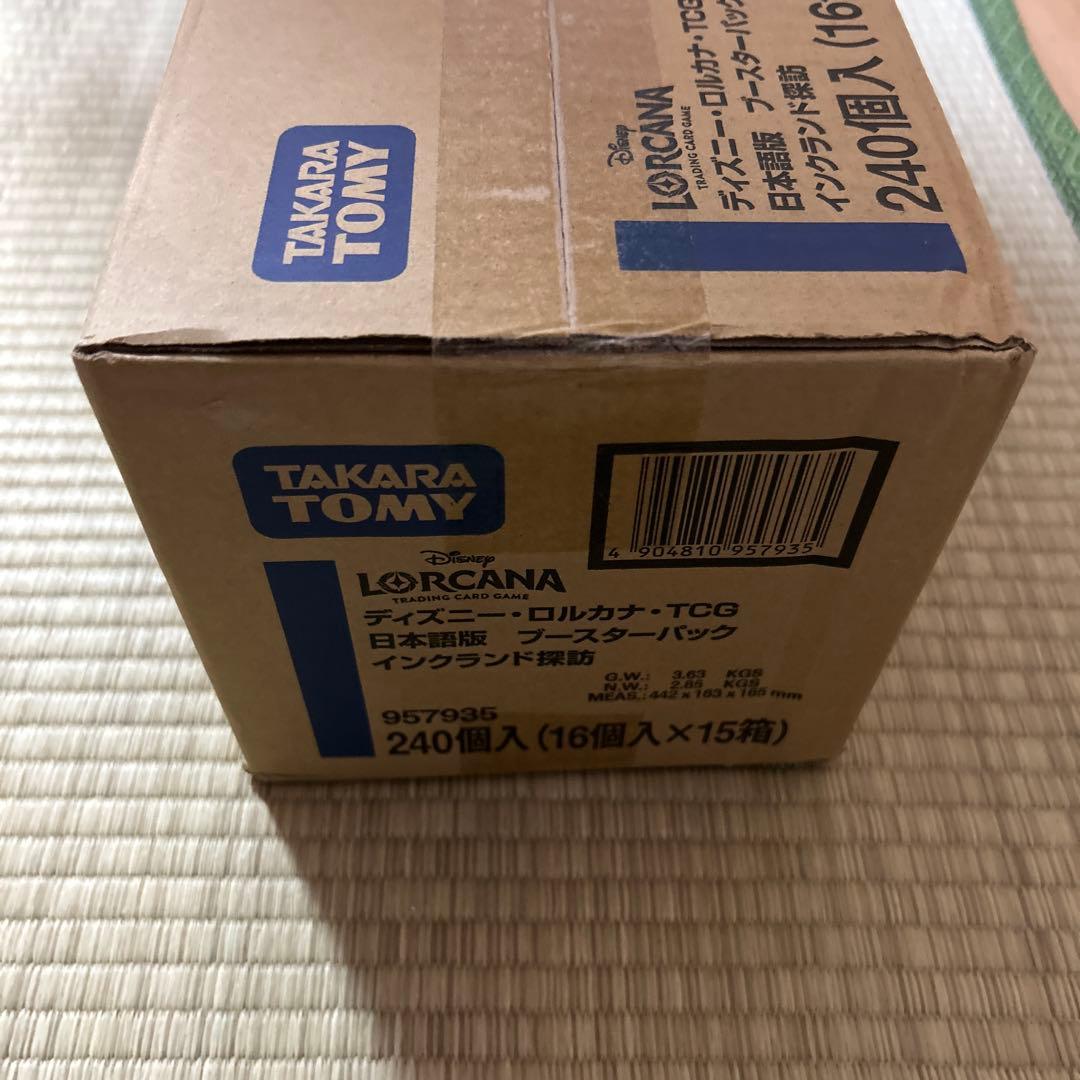 TAKARA
TOMY
Disney
LORCANA
TRADING CARD GAME
ディズニー・ロルカナ・TCG
日本語版 ブースターパック
インクランド探訪
240個入(16
TAKARA
TOMY
4 904810 957935
Disney
LORCANA
TRADING CARD GAME
ディズニー・ロルカナ・TCG
日本語版 ブースターパック
インクランド探訪
G.W.: 3.63 KGS
N.W.: 2.85 KGS
MEAS.: 442 x 163 x 165 mm
957935
240個入(16個入×15箱)